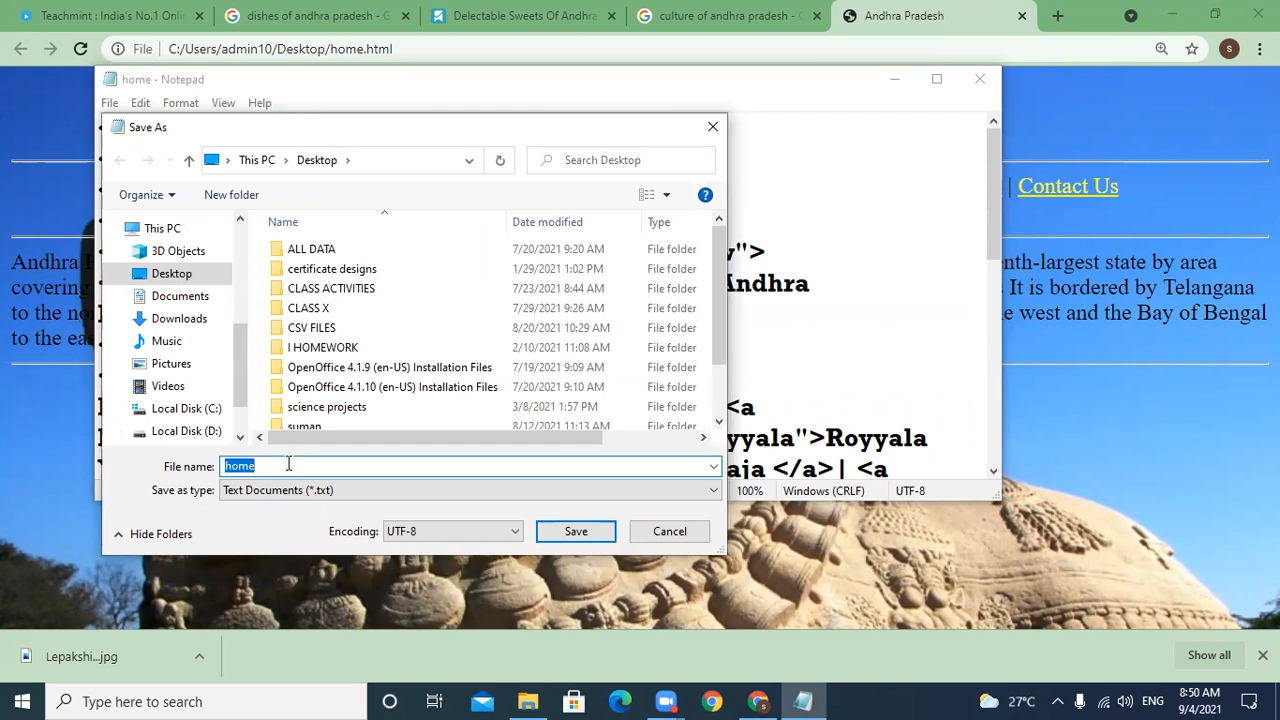 Teachmint: India's No.1 Onlin
dishes of andhra pradesh - G
Delectable Sweets Of Andhra
culture of andhra pradesh - G
Andhra Pradesh
File
C:/Users/admin10/Desktop/home.html
S
home - Notepad
File Edit Format View Help
Save As
This PC
Desktop
Search Desktop
Organize
New folder
?
This PC
3D Objects
Desktop
Documents
Downloads
Music
Pictures
Videos
Local Disk (C:)
Local Disk (D:)
Name Date modified Type
ALL DATA 7/20/2021 9:20 AM File folder
certificate designs 1/29/2021 1:02 PM File folder
CLASS ACTIVITIES 7/23/2021 8:44 AM File folder
CLASS X 7/29/2021 9:26 AM File folder
CSV FILES 8/20/2021 10:29 AM File folder
I HOMEWORK 2/10/2021 11:08 AM File folder
OpenOffice 4.1.9 (en-US) Installation Files 7/19/2021 9:09 AM File folder
OpenOffice 4.1.10 (en-US) Installation Files 7/20/2021 9:10 AM File folder
science projects 3/8/2021 1:57 PM File folder
suman 8/12/2021 11:13 AM File folder
File name: home
Save as type: Text Documents (*.txt)
Hide Folders
Encoding: UTF-8
Save
Cancel
">
Andhra
<a
yyala">Royyala
aja </a>| <a
100% Windows (CRLF) UTF-8
| Contact Us
Andhra
nth-largest state by area
covering
It is bordered by Telangana
to the no
e west and the Bay of Bengal
to the eas
Lepakshi....jpg
Show all
Type here to search
27°C
ENG
8:50 AM
9/4/2021